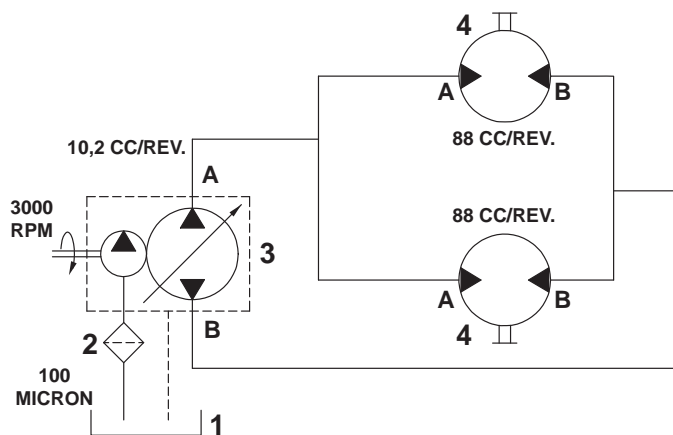 4
A
B
88 CC/REV.
10,2 CC/REV.
A
3000
RPM
3
88 CC/REV.
A
B
4
B
2
100
MICRON
1